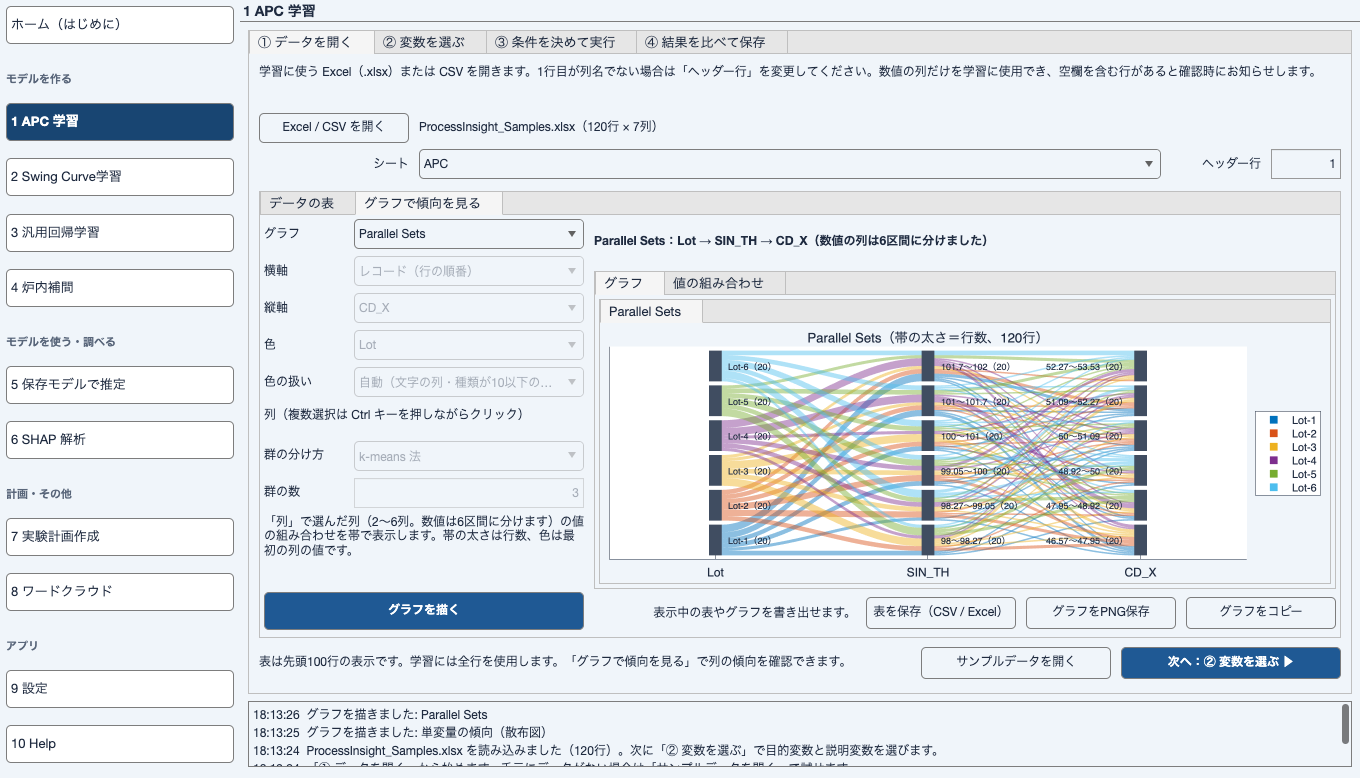 ホーム（はじめに）
モデルを作る
1 APC 学習
2 Swing Curve学習
3 汎用回帰学習
4 炉内補間
モデルを使う・調べる
5 保存モデルで推定
6 SHAP 解析
計画・その他
7 実験計画作成
8 ワードクラウド
アプリ
9 設定
10 Help
1 APC 学習
① データを開く
② 変数を選ぶ
③ 条件を決めて実行
④ 結果を比べて保存
学習に使う Excel（.xlsx）または CSV を開きます。1行目が列名でない場合は「ヘッダー行」を変更してください。数値の列だけを学習に使用でき、空欄を含む行があると確認時にお知らせします。
Excel / CSV を開く
ProcessInsight_Samples.xlsx（120行 × 7列）
シート
APC
ヘッダー行
1
データの表
グラフで傾向を見る
グラフ
Parallel Sets
横軸
レコード（行の順番）
縦軸
CD_X
色
Lot
色の扱い
自動（文字の列・種類が10以下の...
列（複数選択は Ctrl キーを押しながらクリック）
群の分け方
k-means 法
群の数
3
「列」で選んだ列（2〜6列。数値は6区間に分けます）の値
の組み合わせを帯で表示します。帯の太さは行数、色は最
初の列の値です。
グラフを描く
Parallel Sets：Lot → SIN_TH → CD_X（数値の列は6区間に分けました）
グラフ
値の組み合わせ
Parallel Sets
Parallel Sets（帯の太さ＝行数、120行）
Lot-6（20）
101.7〜102（20）
52.27〜53.53（20）
Lot-5（20）
101〜101.7（20）
51.09〜52.27（20）
Lot-4（20）
100〜101（20）
50〜51.09（20）
Lot-3（20）
99.05〜100（20）
48.92〜50（20）
Lot-2（20）
98.27〜99.05（20）
47.95〜48.92（20）
Lot-1（20）
98〜98.27（20）
46.57〜47.95（20）
Lot
SIN_TH
CD_X
Lot-1
Lot-2
Lot-3
Lot-4
Lot-5
Lot-6
表示中の表やグラフを書き出せます。
表を保存（CSV / Excel）
グラフをPNG保存
グラフをコピー
表は先頭100行の表示です。学習には全行を使用します。「グラフで傾向を見る」で列の傾向を確認できます。
サンプルデータを開く
次へ：② 変数を選ぶ ▶
18:13:26 グラフを描きました: Parallel Sets
18:13:25 グラフを描きました: 単変量の傾向（散布図）
18:13:24 ProcessInsight_Samples.xlsx を読み込みました（120行）。次に「② 変数を選ぶ」で目的変数と説明変数を選びます。